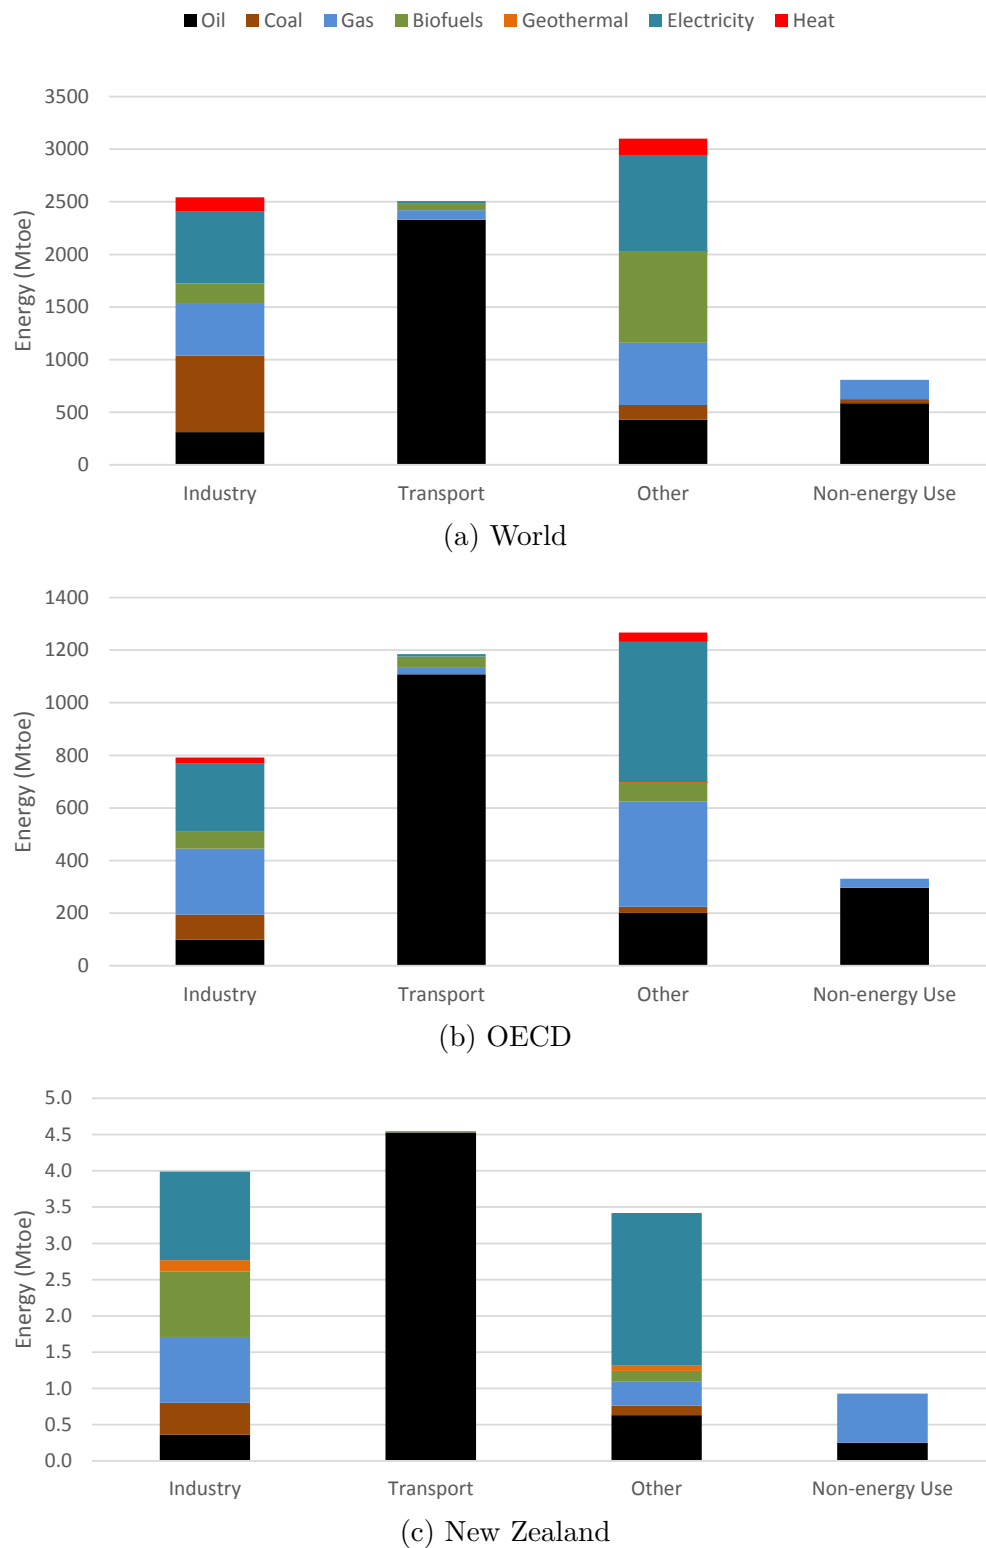 Oil Coal Gas Biofuels Geothermal Electricity Heat
3500
3000
2500
2000
1500
1000
500
0
Energy (Mtoe)
Industry Transport Other Non-energy Use
(a) World
1400
1200
1000
800
600
400
200
0
Energy (Mtoe)
Industry Transport Other Non-energy Use
(b) OECD
5.0
4.5
4.0
3.5
3.0
2.5
2.0
1.5
1.0
0.5
0.0
Energy (Mtoe)
Industry Transport Other Non-energy Use
(c) New Zealand